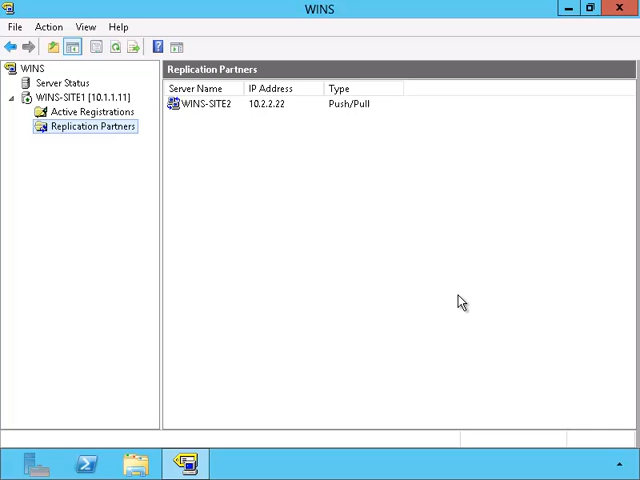 WINS
File Action View Help
WINS
Server Status
WINS-SITE1 [10.1.1.11]
Active Registrations
Replication Partners
Replication Partners
Server Name IP Address Type
WINS-SITE2 10.2.2.22 Push/Pull